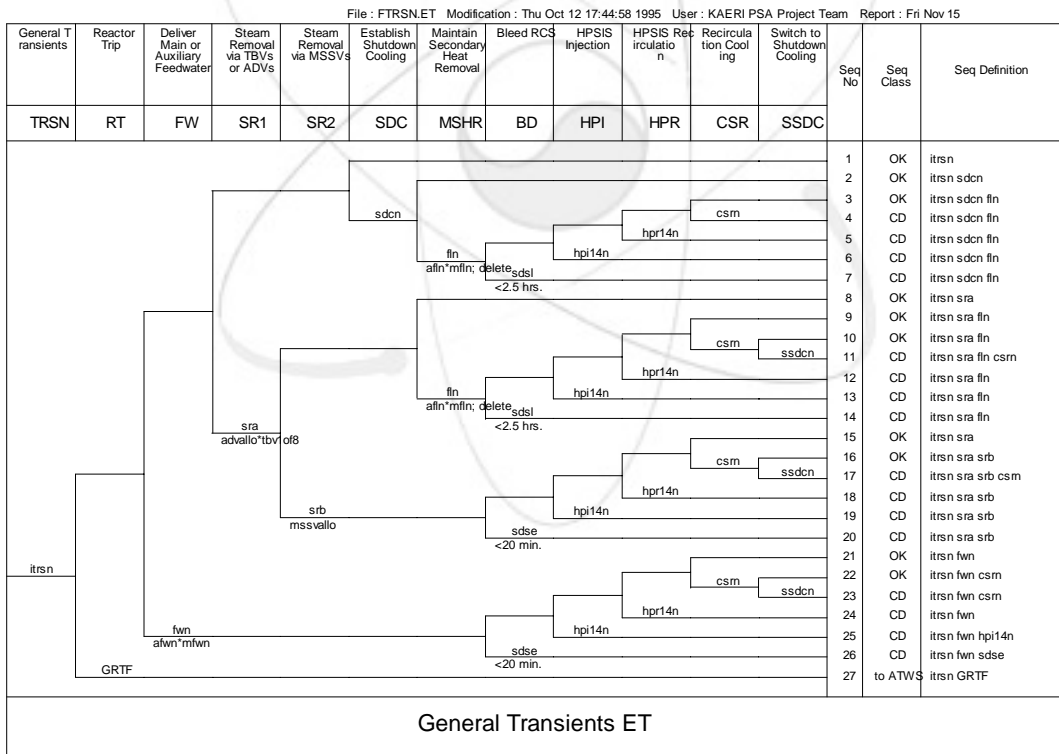 File : FTRSN.ET Modification : Thu Oct 12 17:44:58 1995 User : KAERI PSA Project Team Report : Fri Nov 15
General T
ransients
Reactor
Trip
Deliver
Main or
Auxiliary
Feedwater
Steam
Removal
via TBVs
or ADVs
Steam
Removal
via MSSVs
Establish
Shutdown
Cooling
Maintain
Secondary
Heat
Removal
Bleed RCS
HPSIS
Injection
HPSIS Rec
irculatio
n
Recircula
tion Cool
ing
Switch to
Shutdown
Cooling
Seq
No
Seq
Class
Seq Definition
TRSN RT FW SR1 SR2 SDC MSHR BD HPI HPR CSR SSDC
1 OK itrsn
2 OK itrsn sdcn
3 OK itrsn sdcn fln
sdcn csrn 4 CD itrsn sdcn fln
hpr14n 5 CD itrsn sdcn fln
fln hpi14n 6 CD itrsn sdcn fln
afln*mfln; delete
sdsl 7 CD itrsn sdcn fln
<2.5 hrs.
8 OK itrsn sra
9 OK itrsn sra fln
csrn 10 OK itrsn sra fln
ssdcn 11 CD itrsn sra fln csrn
hpr14n 12 CD itrsn sra fln
fln hpi14n 13 CD itrsn sra fln
afln*mfln; delete
sdsl 14 CD itrsn sra fln
<2.5 hrs.
sra
advallo*tbv*of8
15 OK itrsn sra
csrn 16 OK itrsn sra srb
ssdcn 17 CD itrsn sra srb csrn
hpr14n 18 CD itrsn sra srb
srb hpi14n 19 CD itrsn sra srb
mssvallo
sdse 20 CD itrsn sra srb
<20 min.
21 OK itrsn fwn
itrsn csrn 22 OK itrsn fwn csrn
ssdcn 23 CD itrsn fwn csrn
hpr14n 24 CD itrsn fwn
fwn hpi14n 25 CD itrsn fwn hpi14n
afwn*mfwn
sdse 26 CD itrsn fwn sdse
<20 min.
GRTF 27 to ATWS itrsn GRTF
General Transients ET